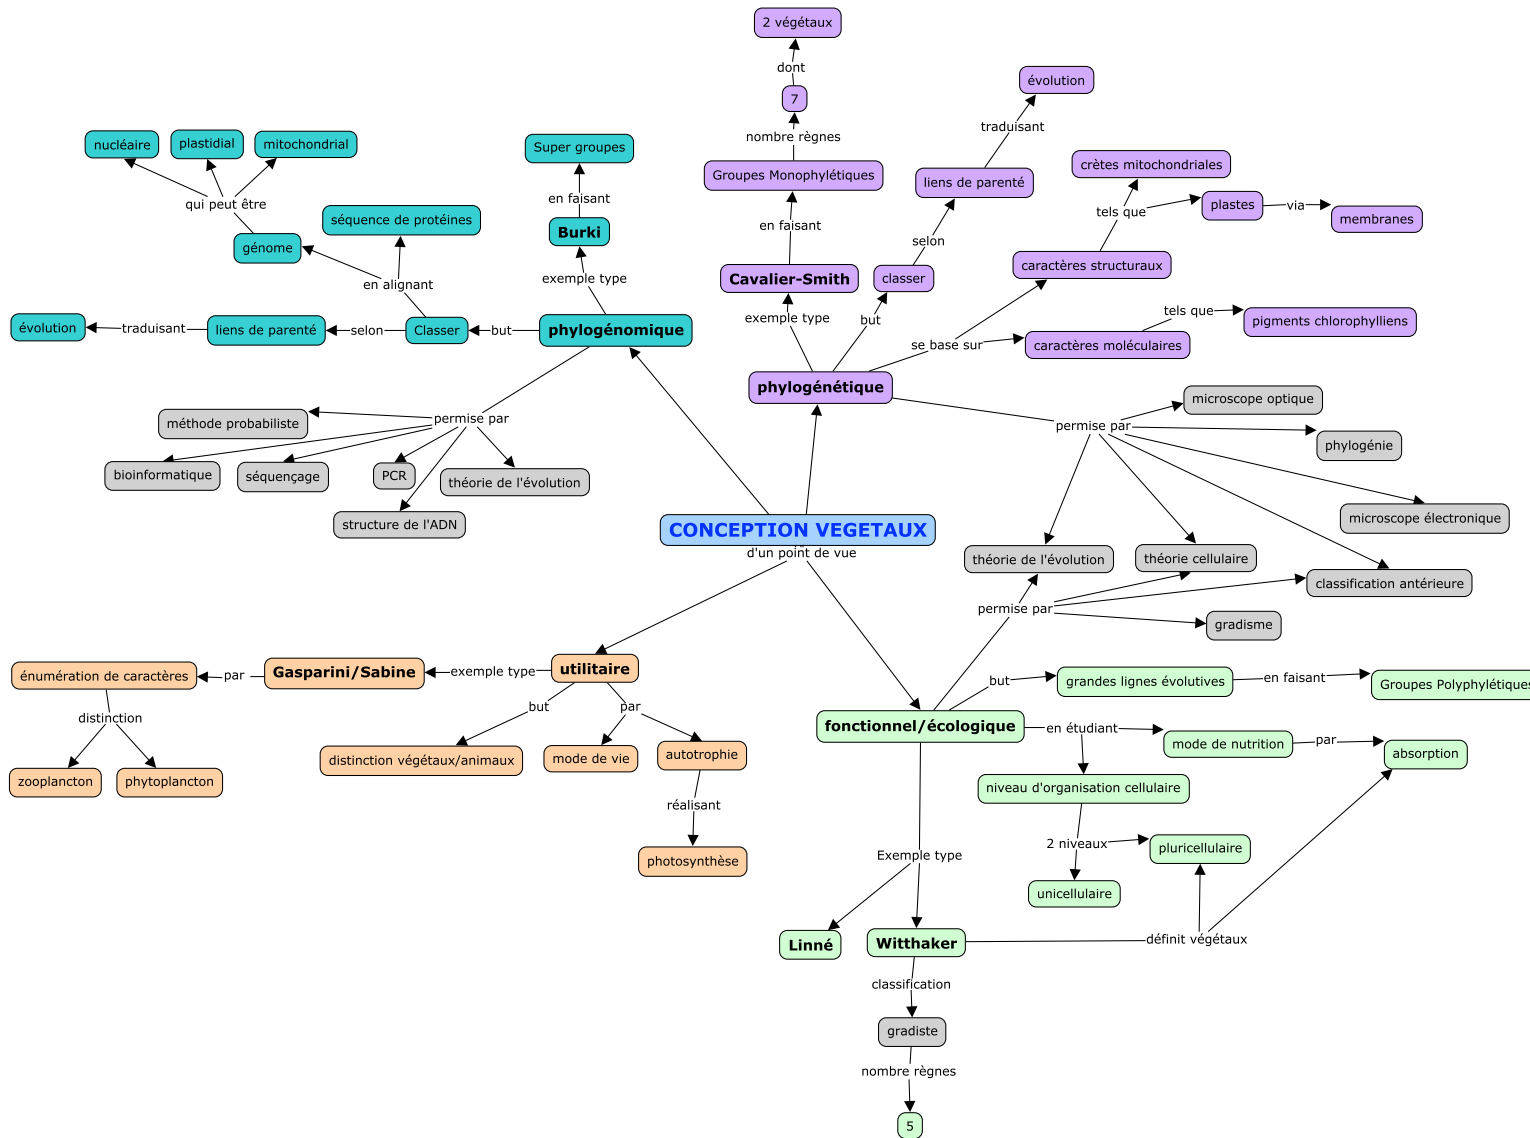 2 végétaux
dont
7
nombre règnes
Groupes Monophylétiques
en faisant
Cavalier-Smith
exemple type
évolution
traduisant
liens de parenté
selon
classer
but
crètes mitochondriales
tels que
plastes
via
membranes
caractères structuraux
se base sur
tels que
pigments chlorophylliens
caractères moléculaires
phylogénétique
nucléaire
plastidial
mitochondrial
qui peut être
génome
séquence de protéines
en alignant
Super groupes
en faisant
Burki
exemple type
évolution
traduisant
liens de parenté
selon
Classer
but
phylogénomique
méthode probabiliste
permise par
bioinformatique
séquençage
PCR
théorie de l'évolution
structure de l'ADN
permise par
microscope optique
phylogénie
microscope électronique
théorie de l'évolution
théorie cellulaire
classification antérieure
permise par
gradisme
CONCEPTION VEGETAUX
d'un point de vue
énumération de caractères
par
Gasparini/Sabine
exemple type
utilitaire
distinction
zooplancton
phytoplancton
but
distinction végétaux/animaux
par
mode de vie
autotrophie
réalisant
photosynthèse
fonctionnel/écologique
but
grandes lignes évolutives
en faisant
Groupes Polyphylétiques
en étudiant
mode de nutrition
par
absorption
niveau d'organisation cellulaire
2 niveaux
pluricellulaire
unicellulaire
Exemple type
Linné
Witthaker
définit végétaux
classification
gradiste
nombre règnes
5